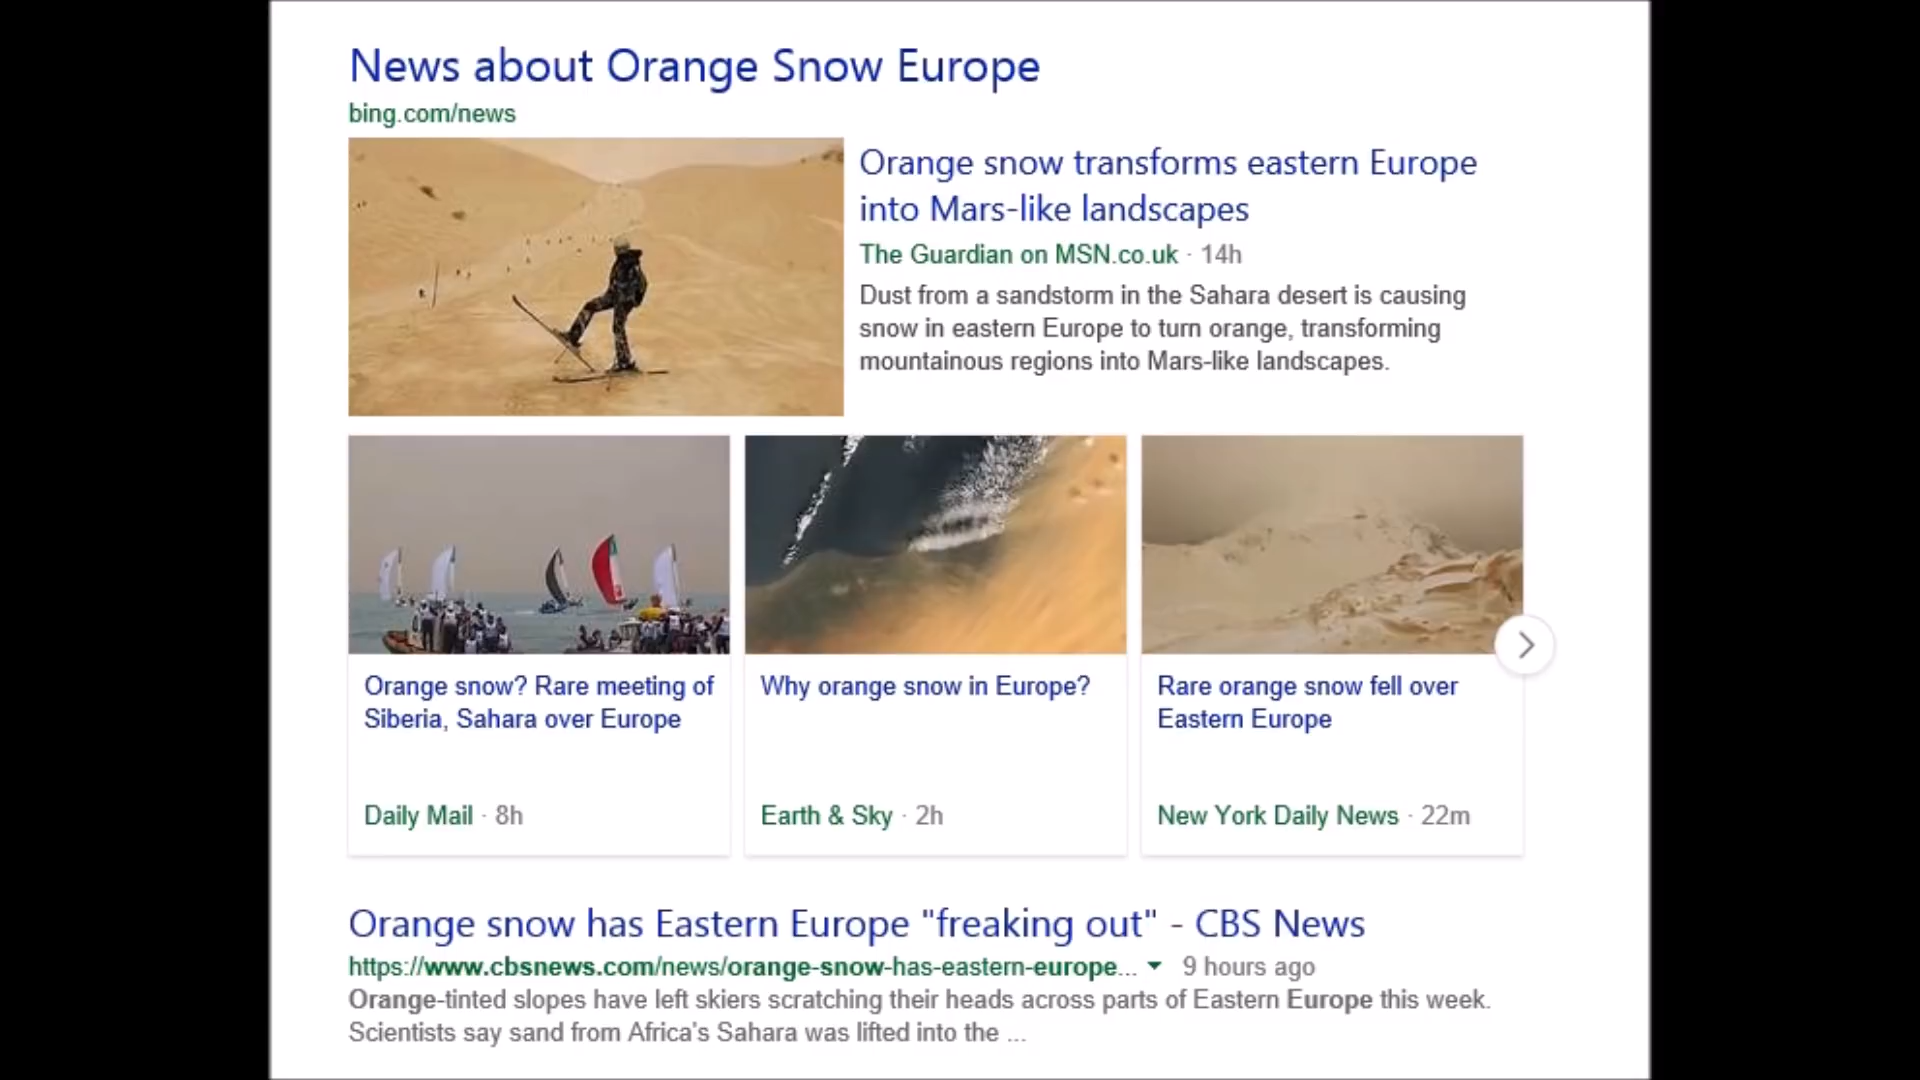 News about Orange Snow Europe
bing.com/news
Orange snow transforms eastern Europe
into Mars-like landscapes
The Guardian on MSN.co.uk · 14h
Dust from a sandstorm in the Sahara desert is causing
snow in eastern Europe to turn orange, transforming
mountainous regions into Mars-like landscapes.
Orange snow? Rare meeting of
Siberia, Sahara over Europe
Daily Mail · 8h
Why orange snow in Europe?
Earth & Sky · 2h
Rare orange snow fell over
Eastern Europe
New York Daily News · 22m
Orange snow has Eastern Europe "freaking out" - CBS News
https://www.cbsnews.com/news/orange-snow-has-eastern-europe... 9 hours ago
Orange-tinted slopes have left skiers scratching their heads across parts of Eastern Europe this week.
Scientists say sand from Africa's Sahara was lifted into the ...